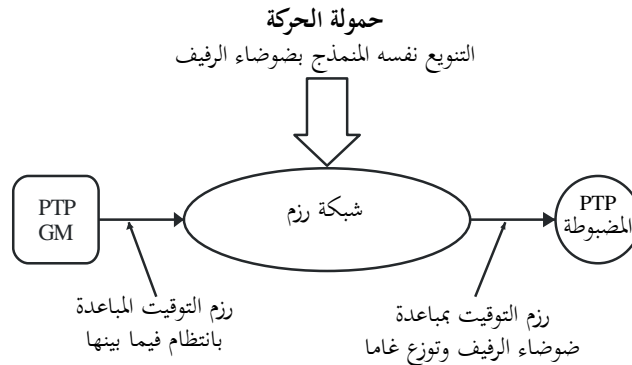 حمولة الحركة
التنويع نفسه المنمذج بضوضاء الرفيف
PTP
GM
شبكة رزم
PTP
المضبوطة
رزم التوقيت المباعدة
بانتظام فيما بينها
رزم التوقيت بمباعدة
ضوضاء الرفيف وتوزع غاما